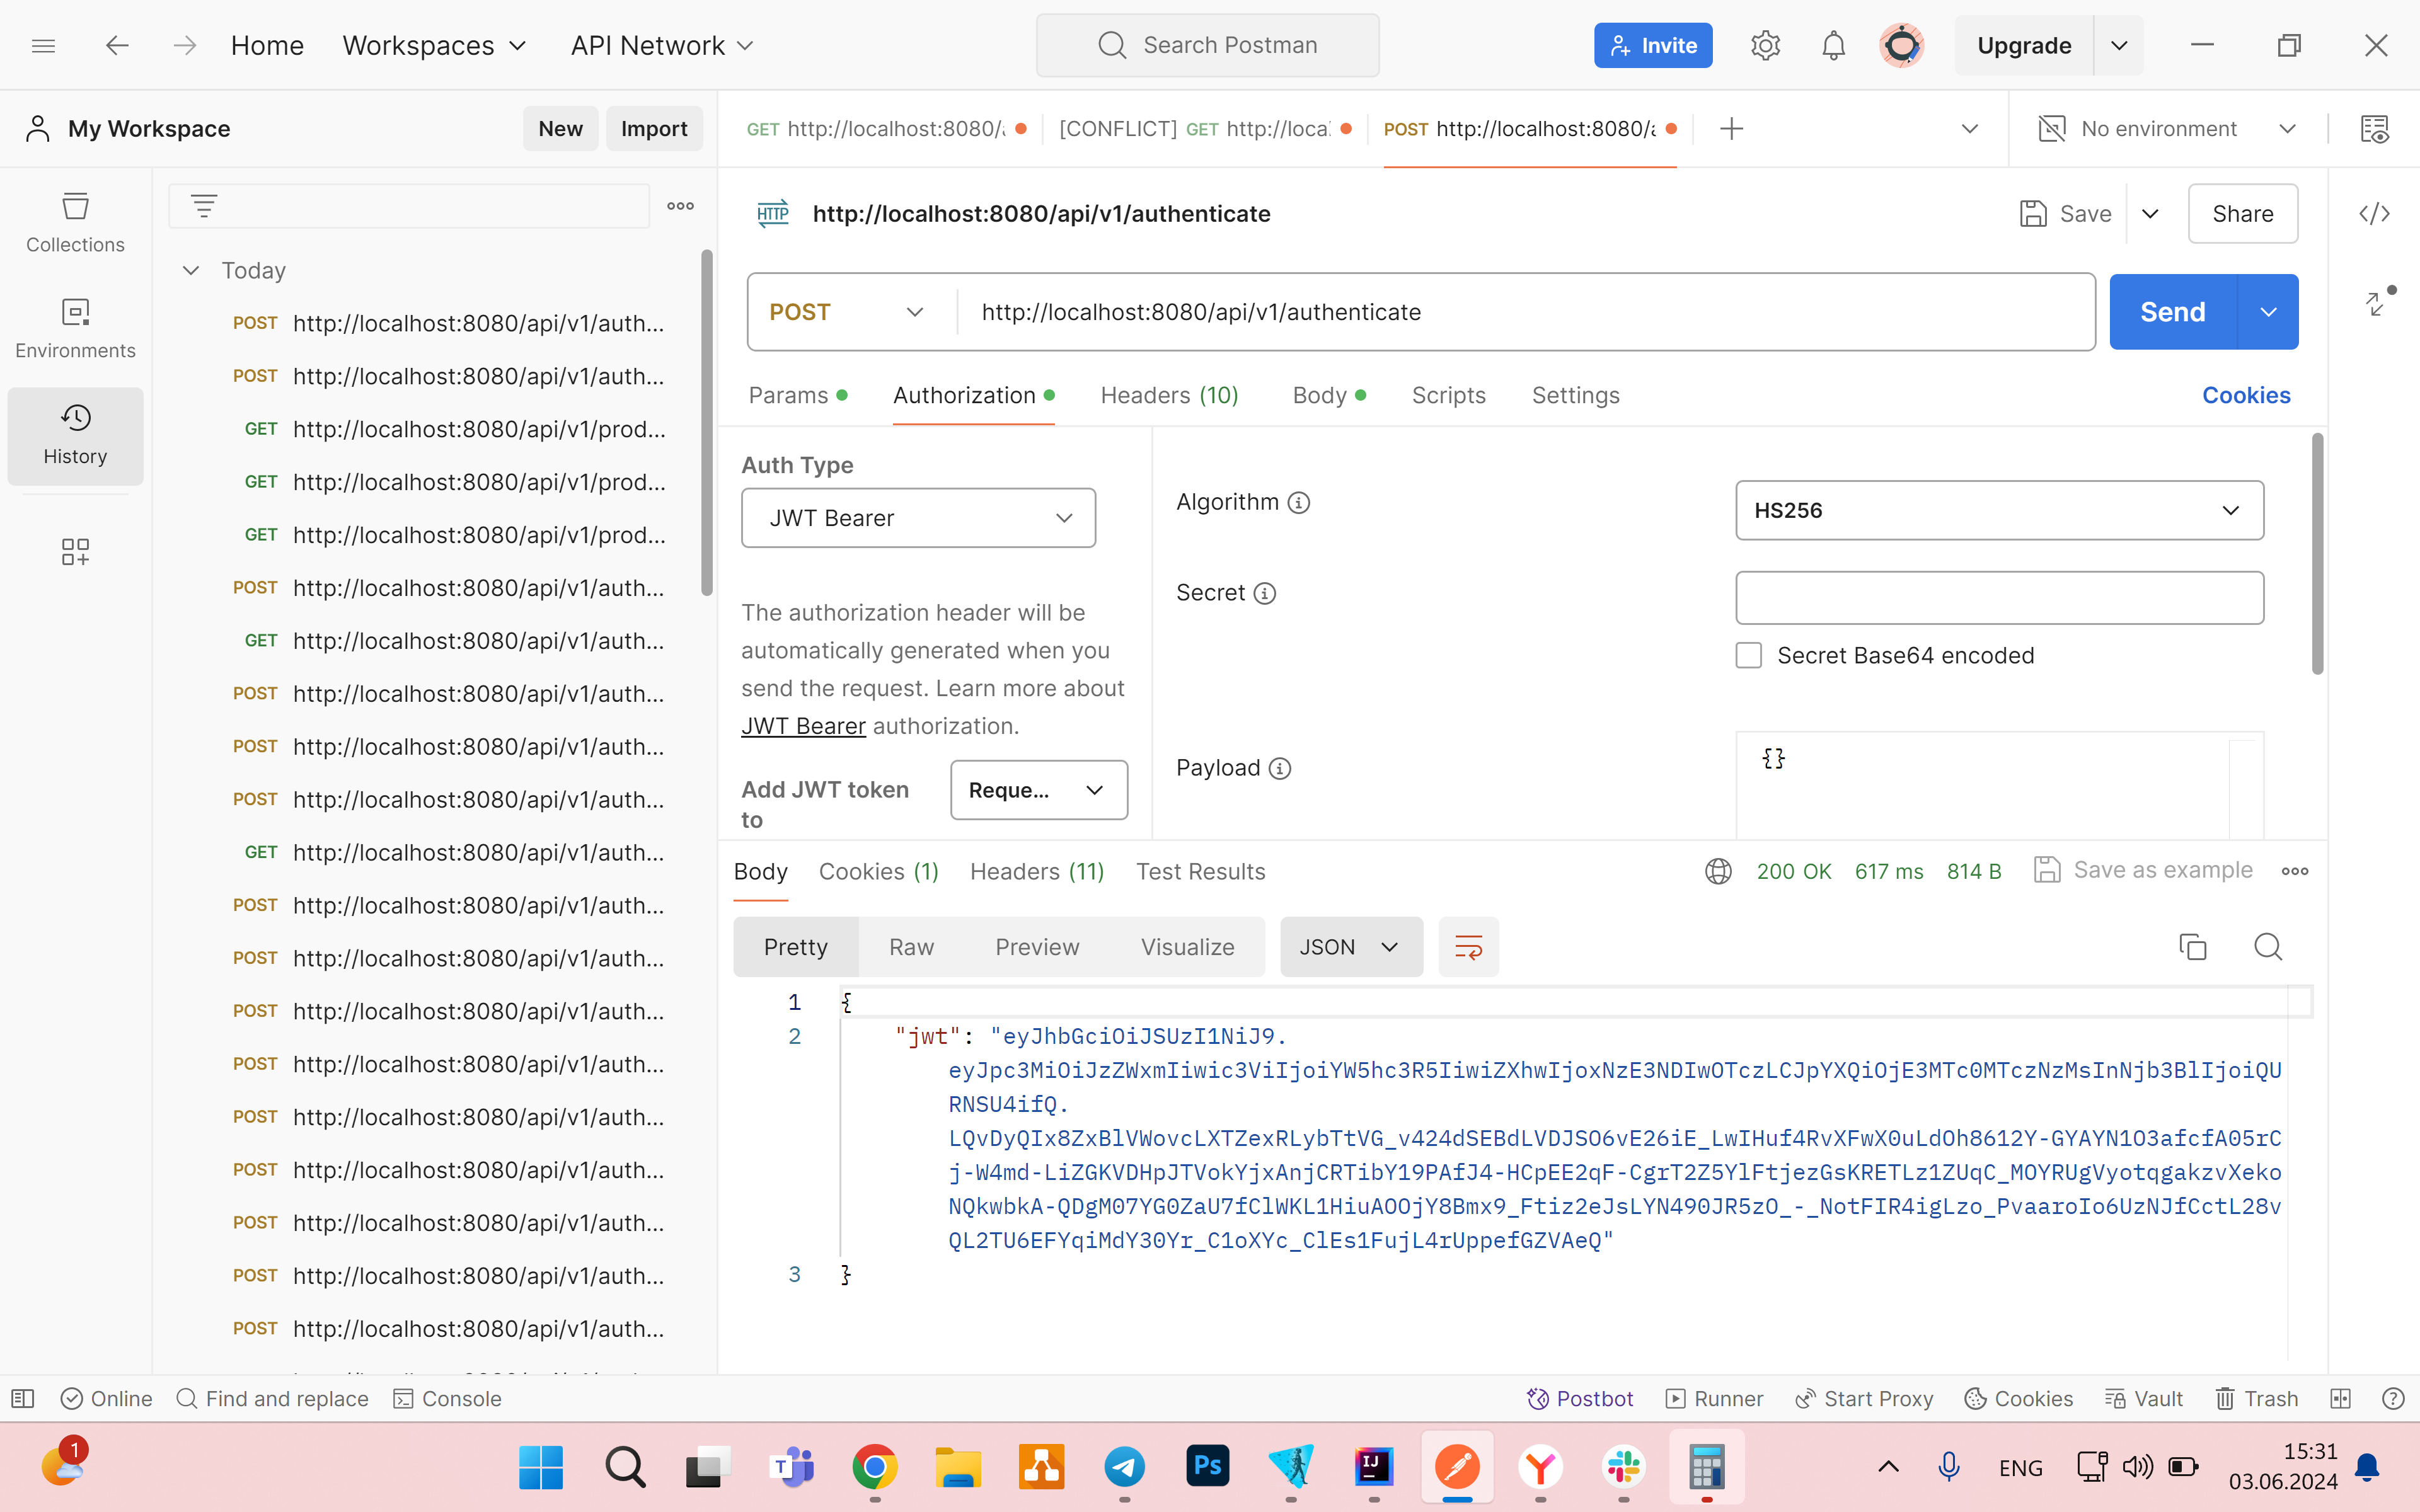 Home
Workspaces
API Network
Search Postman
Invite
Upgrade
My Workspace
New
Import
GET http://localhost:8080/
[CONFLICT] GET http://loca
POST http://localhost:8080/
No environment
Collections
Environments
History
Today
POST http://localhost:8080/api/v1/auth...
POST http://localhost:8080/api/v1/auth...
GET http://localhost:8080/api/v1/prod...
GET http://localhost:8080/api/v1/prod...
GET http://localhost:8080/api/v1/prod...
POST http://localhost:8080/api/v1/auth...
GET http://localhost:8080/api/v1/auth...
POST http://localhost:8080/api/v1/auth...
POST http://localhost:8080/api/v1/auth...
POST http://localhost:8080/api/v1/auth...
GET http://localhost:8080/api/v1/auth...
POST http://localhost:8080/api/v1/auth...
POST http://localhost:8080/api/v1/auth...
POST http://localhost:8080/api/v1/auth...
POST http://localhost:8080/api/v1/auth...
POST http://localhost:8080/api/v1/auth...
POST http://localhost:8080/api/v1/auth...
POST http://localhost:8080/api/v1/auth...
POST http://localhost:8080/api/v1/auth...
POST http://localhost:8080/api/v1/auth...
HTTP http://localhost:8080/api/v1/authenticate
Save
Share
POST
http://localhost:8080/api/v1/authenticate
Send
Params
Authorization
Headers (10)
Body
Scripts
Settings
Cookies
Auth Type
JWT Bearer
The authorization header will be
automatically generated when you
send the request. Learn more about
JWT Bearer authorization.
Add JWT token
to
Reque...
Algorithm
HS256
Secret
Secret Base64 encoded
Payload
{}
Body
Cookies (1)
Headers (11)
Test Results
200 OK
617 ms
814 B
Save as example
Pretty
Raw
Preview
Visualize
JSON
1 {
2 "jwt": "eyJhbGciOiJSUzI1NiJ9.
eyJpc3MiOiJzZWxmIiwic3ViIjoiYW5hc3R5IiwiZXhwIjoxNzE3NDIwOTczLCJpYXQiOjE3MTc0MTczNzMsInNjb3BlIjoiQU
RNSU4ifQ.
LQvDyQIx8ZxBlVWovcLXTZexRLybTtVG_v424dSEBdLVDJSO6vE26iE_LwIHuf4RvXFwX0uLdOh8612Y-GYAYN1O3afcfA05rC
j-W4md-LiZGKVDHpJTVokYjxAnjCRTibY19PAfJ4-HCpEE2qF-CgrT2Z5YlFtjezGsKRETLz1ZUqC_MOYRUgVyotqgakzvXeko
NQkwbkA-QDgM07YG0ZaU7fClWKL1HiuAOOjY8Bmx9_Ftiz2eJsLYN490JR5zO_-_NotFIR4igLzo_PvaaroIo6UzNJfCctL28v
QL2TU6EFYqiMdY30Yr_C1oXYc_ClEs1FujL4rUppefGZVAeQ"
3 }
Online
Find and replace
Console
Postbot
Runner
Start Proxy
Cookies
Vault
Trash
1
T
Ps
IJ
ENG
15:31
03.06.2024